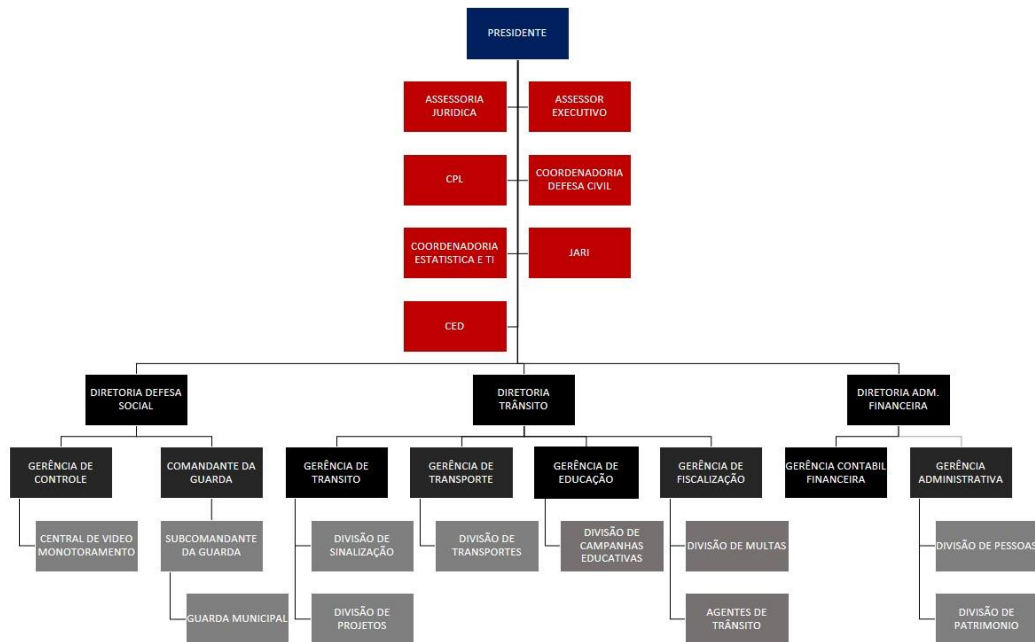 PRESIDENTE
ASSESSORIA
JURIDICA
ASSESSOR
EXECUTIVO
CPL
COORDENADORIA
DEFESA CIVIL
COORDENADORIA
ESTATISTICA E TI
JARI
CED
DIRETORIA DEFESA
SOCIAL
DIRETORIA
TRÂNSITO
DIRETORIA ADM.
FINANCEIRA
GERÊNCIA DE
CONTROLE
COMANDANTE DA
GUARDA
GERÊNCIA DE
TRANSITO
GERÊNCIA DE
TRANSPORTE
GERÊNCIA DE
EDUCAÇÃO
GERÊNCIA DE
FISCALIZAÇÃO
GERÊNCIA CONTABIL
FINANCEIRA
GERÊNCIA
ADMINISTRATIVA
CENTRAL DE VIDEO
MONOTORAMENTO
SUBCOMANDANTE
DA GUARDA
DIVISÃO DE
SINALIZAÇÃO
DIVISÃO DE
TRANSPORTES
DIVISÃO DE
CAMPANHAS
EDUCATIVAS
DIVISÃO DE MULTAS
DIVISÃO DE PESSOAS
GUARDA MUNICIPAL
DIVISÃO DE
PROJETOS
AGENTES DE
TRÂNSITO
DIVISÃO DE
PATRIMONIO